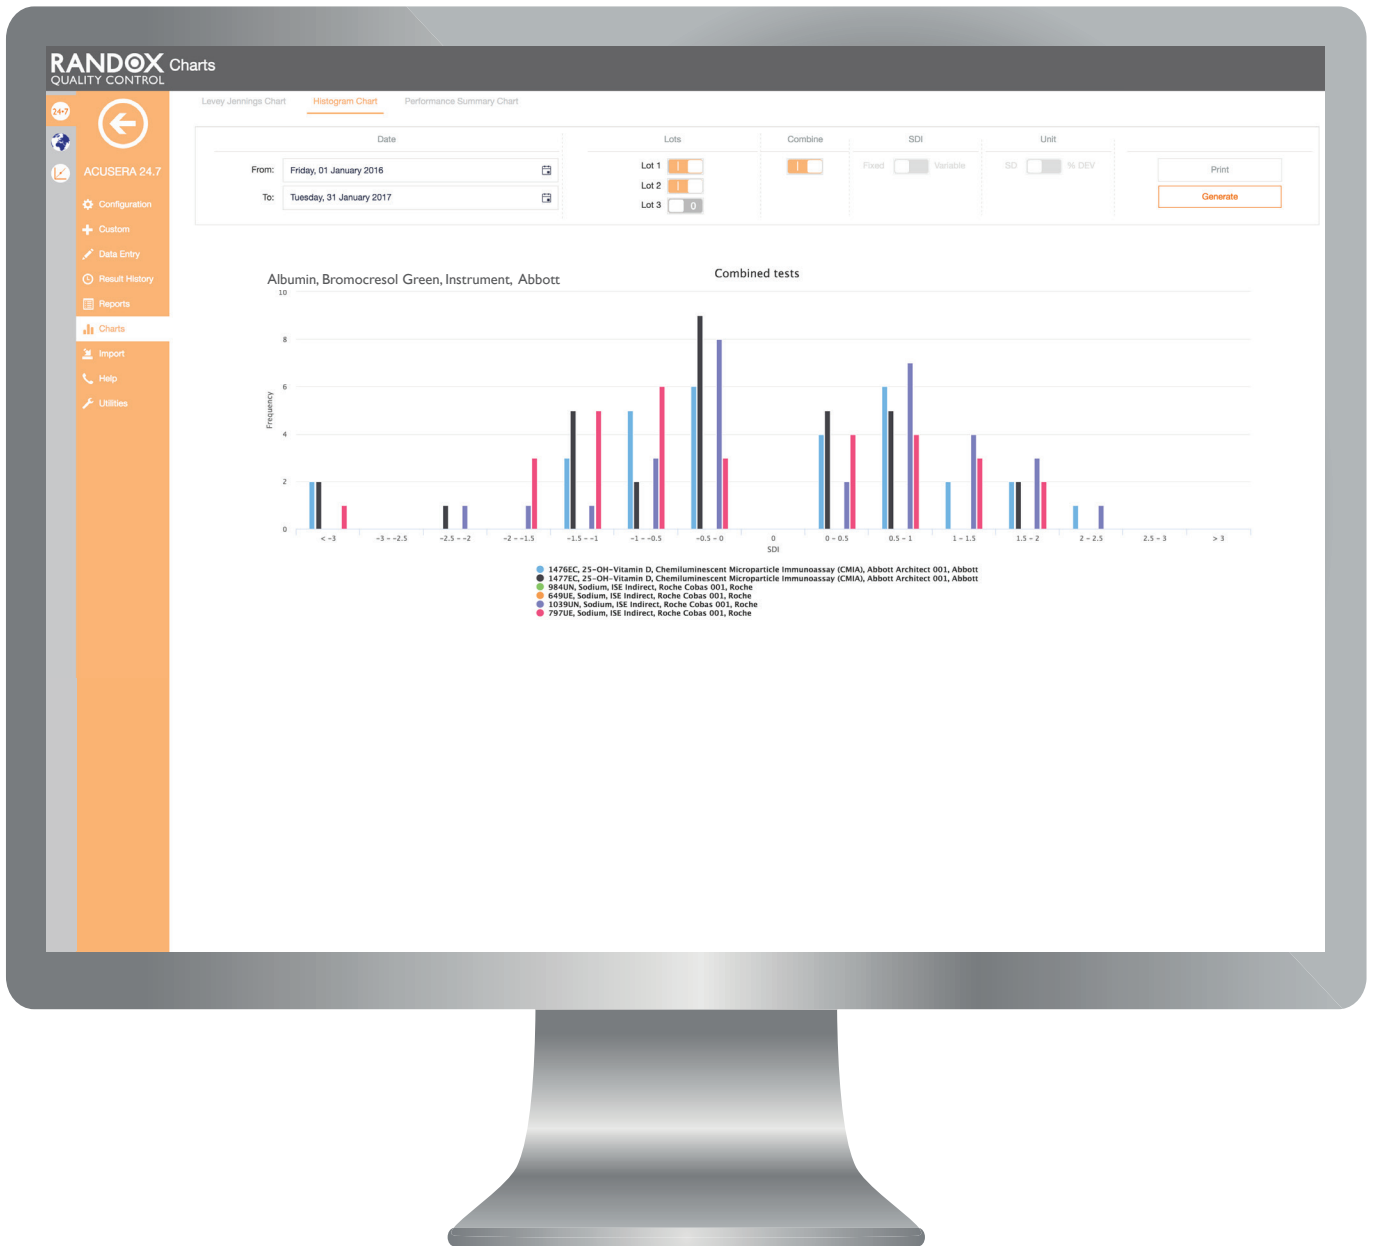 RANDOX Charts
QUALITY CONTROL
24•7
ACUSERA 24.7
Configuration
Custom
Data Entry
Result History
Reports
Charts
Import
Help
Utilities
Levey Jennings Chart Histogram Chart Performance Summary Chart
Date Lots Combine SDI Unit
From: Friday, 01 January 2016
To: Tuesday, 31 January 2017
Lot 1
Lot 2
Lot 3 0
Fixed Variable
SD % DEV
Print
Generate
Albumin, Bromocresol Green, Instrument, Abbott
Combined tests
10
8
6
4
2
0
Frequency
< -3 -3 - -2.5 -2.5 - -2 -2 - -1.5 -1.5 - -1 -1 - -0.5 -0.5 - 0 0 0 - 0.5 0.5 - 1 1 - 1.5 1.5 - 2 2 - 2.5 2.5 - 3 > 3
SDI
1476EC, 25-OH-Vitamin D, Chemiluminescent Microparticle Immunoassay (CMIA), Abbott Architect 001, Abbott
1477EC, 25-OH-Vitamin D, Chemiluminescent Microparticle Immunoassay (CMIA), Abbott Architect 001, Abbott
984UN, Sodium, ISE Indirect, Roche Cobas 001, Roche
649UE, Sodium, ISE Indirect, Roche Cobas 001, Roche
1039UN, Sodium, ISE Indirect, Roche Cobas 001, Roche
797UE, Sodium, ISE Indirect, Roche Cobas 001, Roche